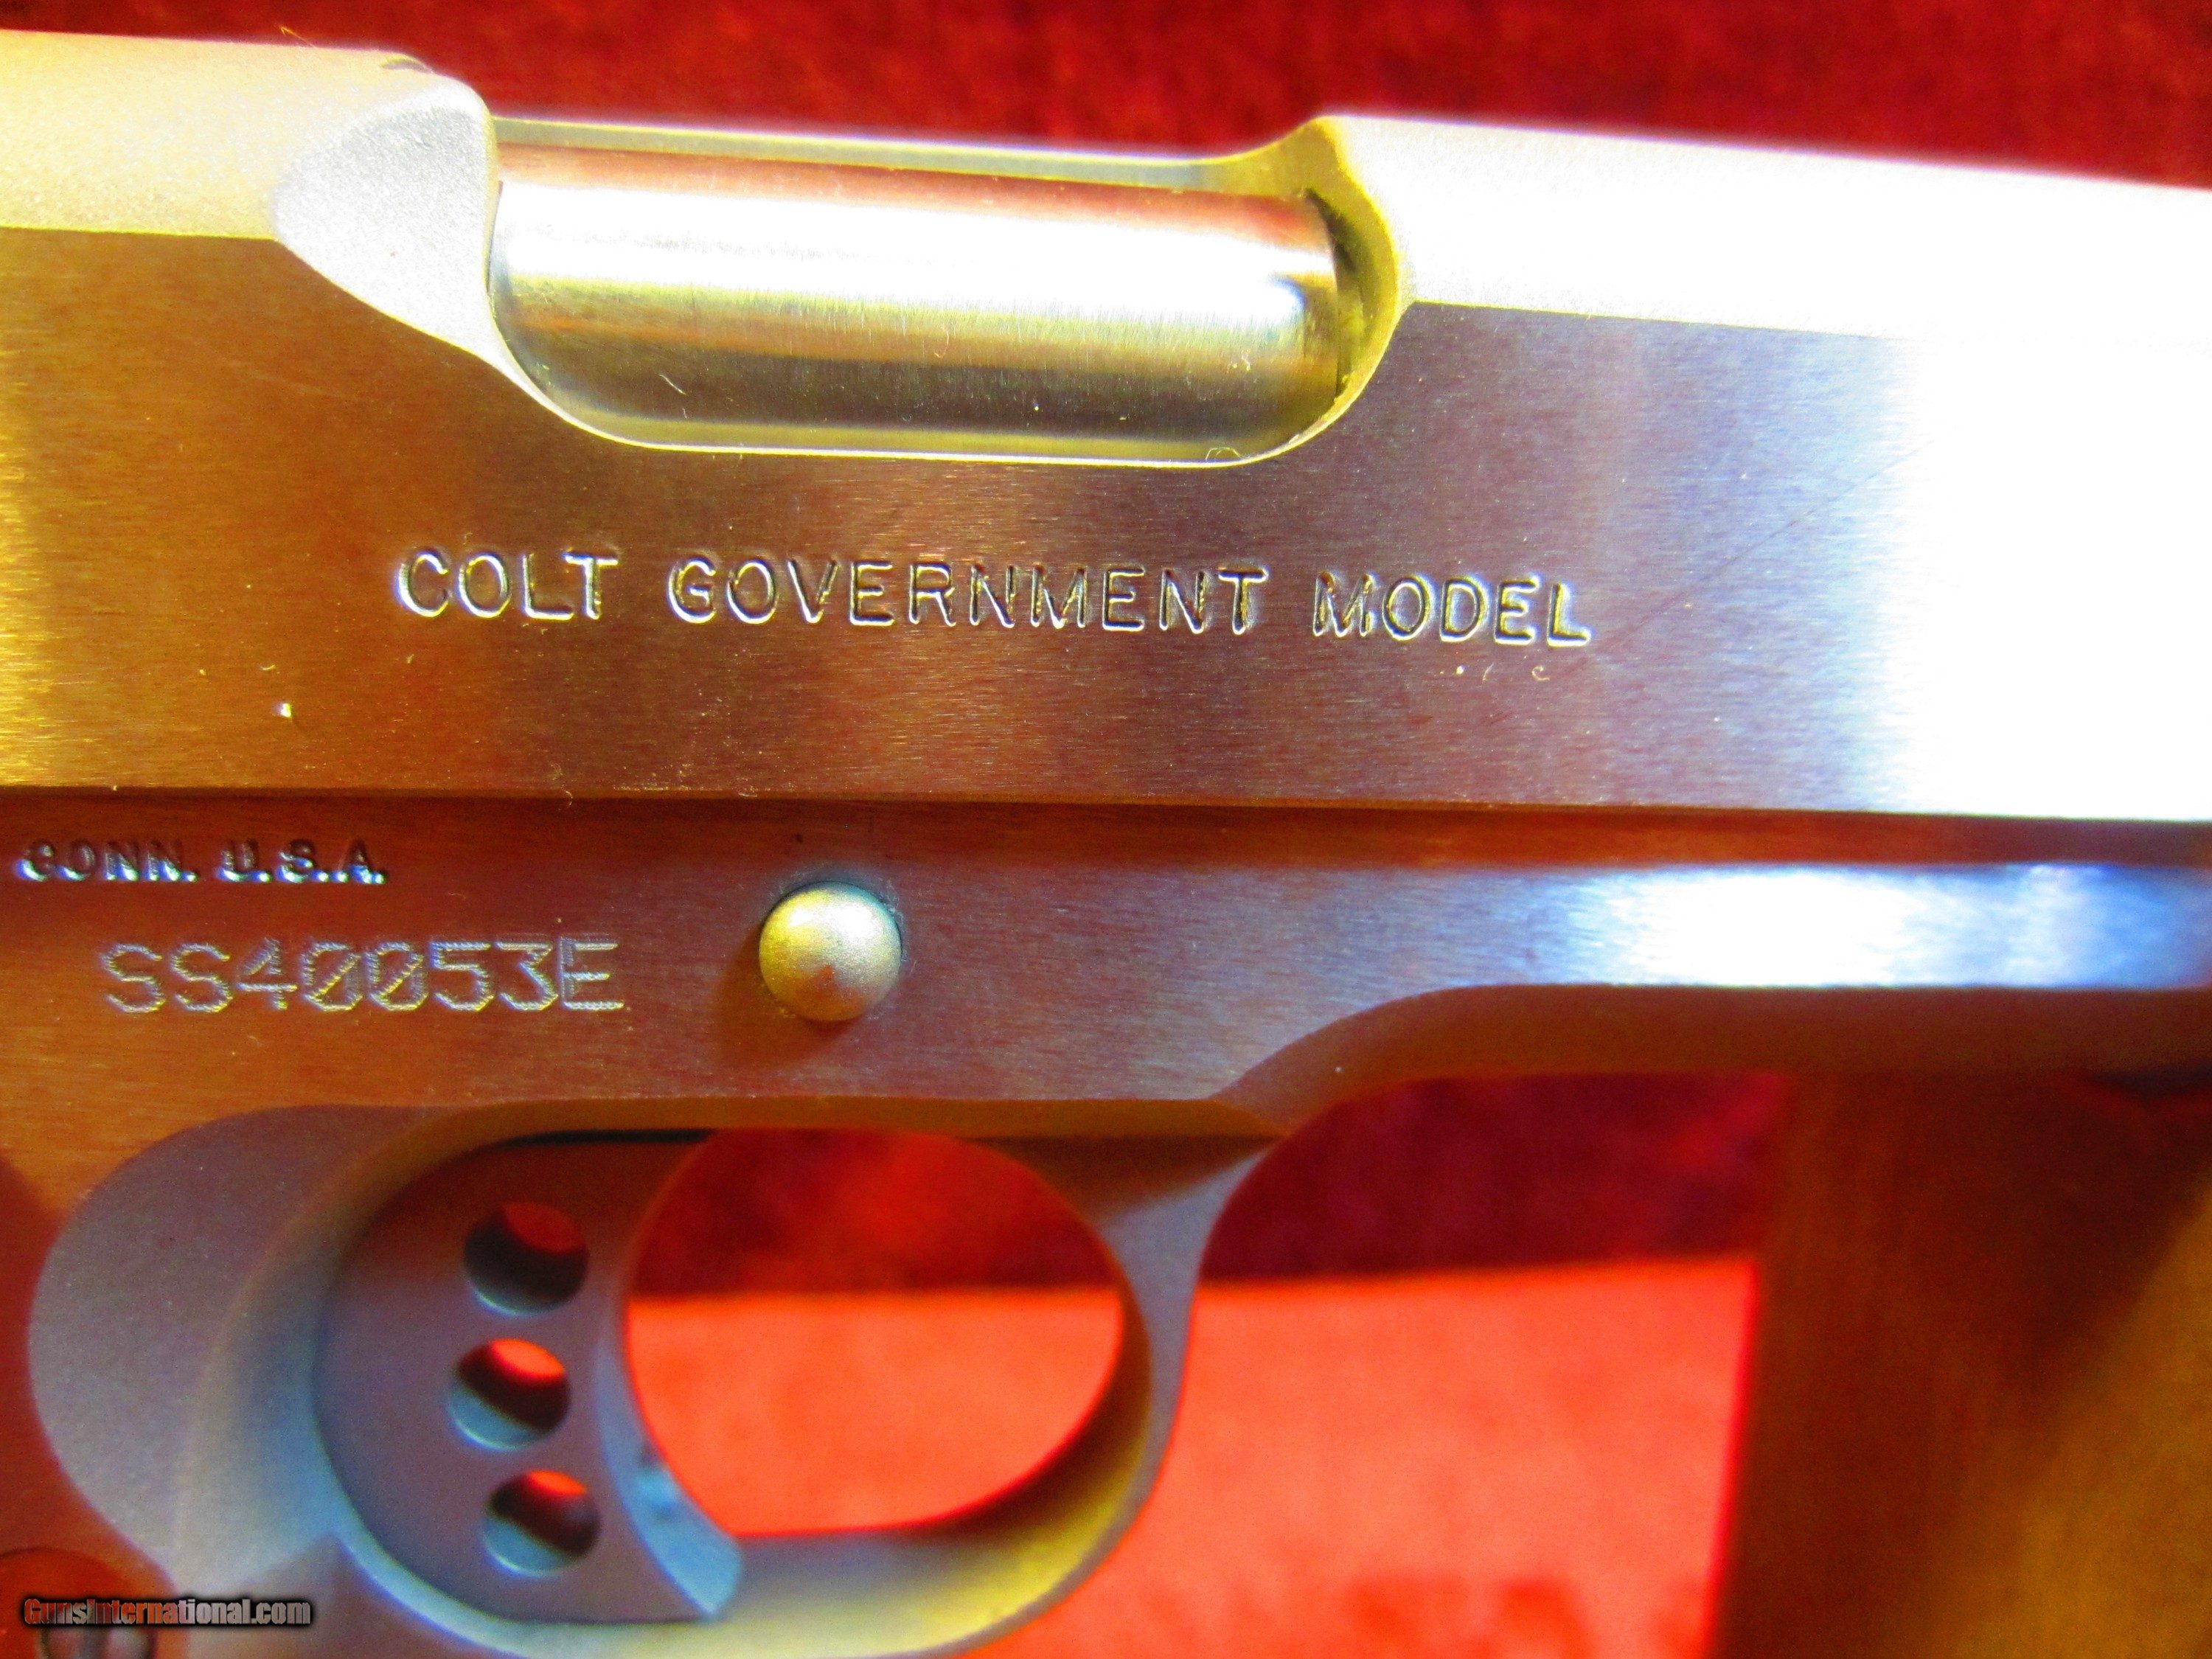 COLT GOVERNMENT MODEL
CONN. U.S.A.
SS40053E
GunsInternational.com